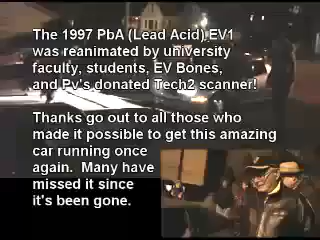 The 1997 PbA (Lead Acid) EV1
was reanimated by university
faculty, students, EV Bones,
and Pv's donated Tech2 scanner!
Thanks go out to all those who
made it possible to get this amazing
car running once
again. Many have
missed it since
it's been gone.